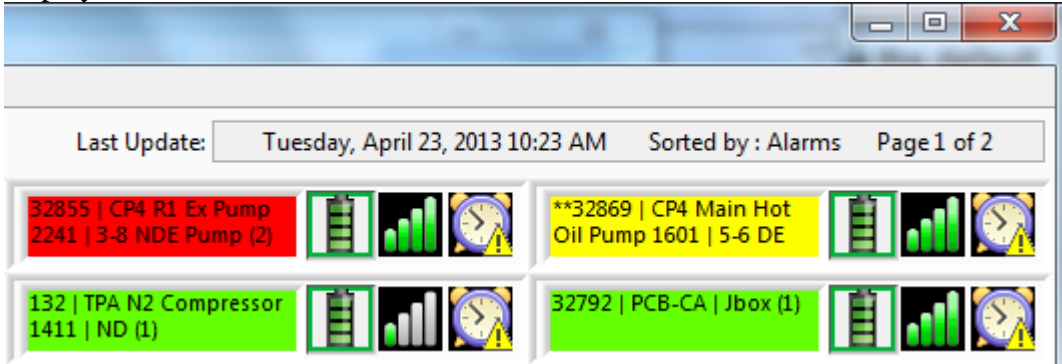 Last Update: Tuesday, April 23, 2013 10:23 AM Sorted by : Alarms Page 1 of 2
32855 | CP4 R1 Ex Pump
2241 | 3-8 NDE Pump (2)
**32869 | CP4 Main Hot
Oil Pump 1601 | 5-6 DE
132 | TPA N2 Compressor
1411 | ND (1)
32792 | PCB-CA | Jbox (1)